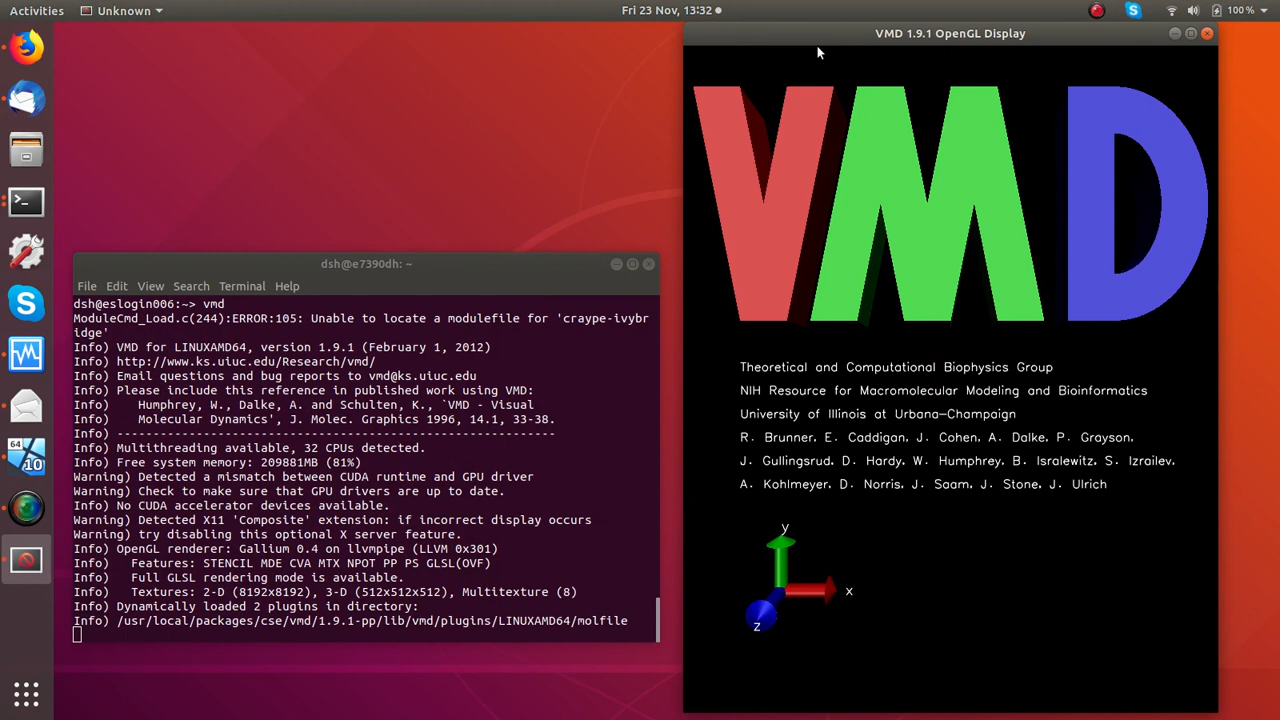 Activities
Unknown
Fri 23 Nov, 13:32
100 %
dsh@e7390dh: ~
File Edit View Search Terminal Help
dsh@eslogin006:~> vmd
ModuleCmd_Load.c(244):ERROR:105: Unable to locate a modulefile for 'craype-ivybr
idge'
Info) VMD for LINUXAMD64, version 1.9.1 (February 1, 2012)
Info) http://www.ks.uiuc.edu/Research/vmd/
Info) Email questions and bug reports to vmd@ks.uiuc.edu
Info) Please include this reference in published work using VMD:
Info)    Humphrey, W., Dalke, A. and Schulten, K., `VMD - Visual
Info)    Molecular Dynamics', J. Molec. Graphics 1996, 14.1, 33-38.
Info) -------------------------------------------------------------
Info) Multithreading available, 32 CPUs detected.
Info) Free system memory: 209881MB (81%)
Warning) Detected a mismatch between CUDA runtime and GPU driver
Warning) Check to make sure that GPU drivers are up to date.
Info) No CUDA accelerator devices available.
Warning) Detected X11 'Composite' extension: if incorrect display occurs
Warning) try disabling this optional X server feature.
Info) OpenGL renderer: Gallium 0.4 on llvmpipe (LLVM 0x301)
Info)   Features: STENCIL MDE CVA MTX NPOT PP PS GLSL(OVF)
Info)   Full GLSL rendering mode is available.
Info)   Textures: 2-D (8192x8192), 3-D (512x512x512), Multitexture (8)
Info) Dynamically loaded 2 plugins in directory:
Info) /usr/local/packages/cse/vmd/1.9.1-pp/lib/vmd/plugins/LINUXAMD64/molfile
VMD 1.9.1 OpenGL Display
VMD
Theoretical and Computational Biophysics Group
NIH Resource for Macromolecular Modeling and Bioinformatics
University of Illinois at Urbana-Champaign
R. Brunner, E. Caddigan, J. Cohen, A. Dalke, P. Grayson,
J. Gullingsrud, D. Hardy, W. Humphrey, B. Isralewitz, S. Izrailev,
A. Kohlmeyer, D. Norris, J. Saam, J. Stone, J. Ulrich
y
x
z
64
10